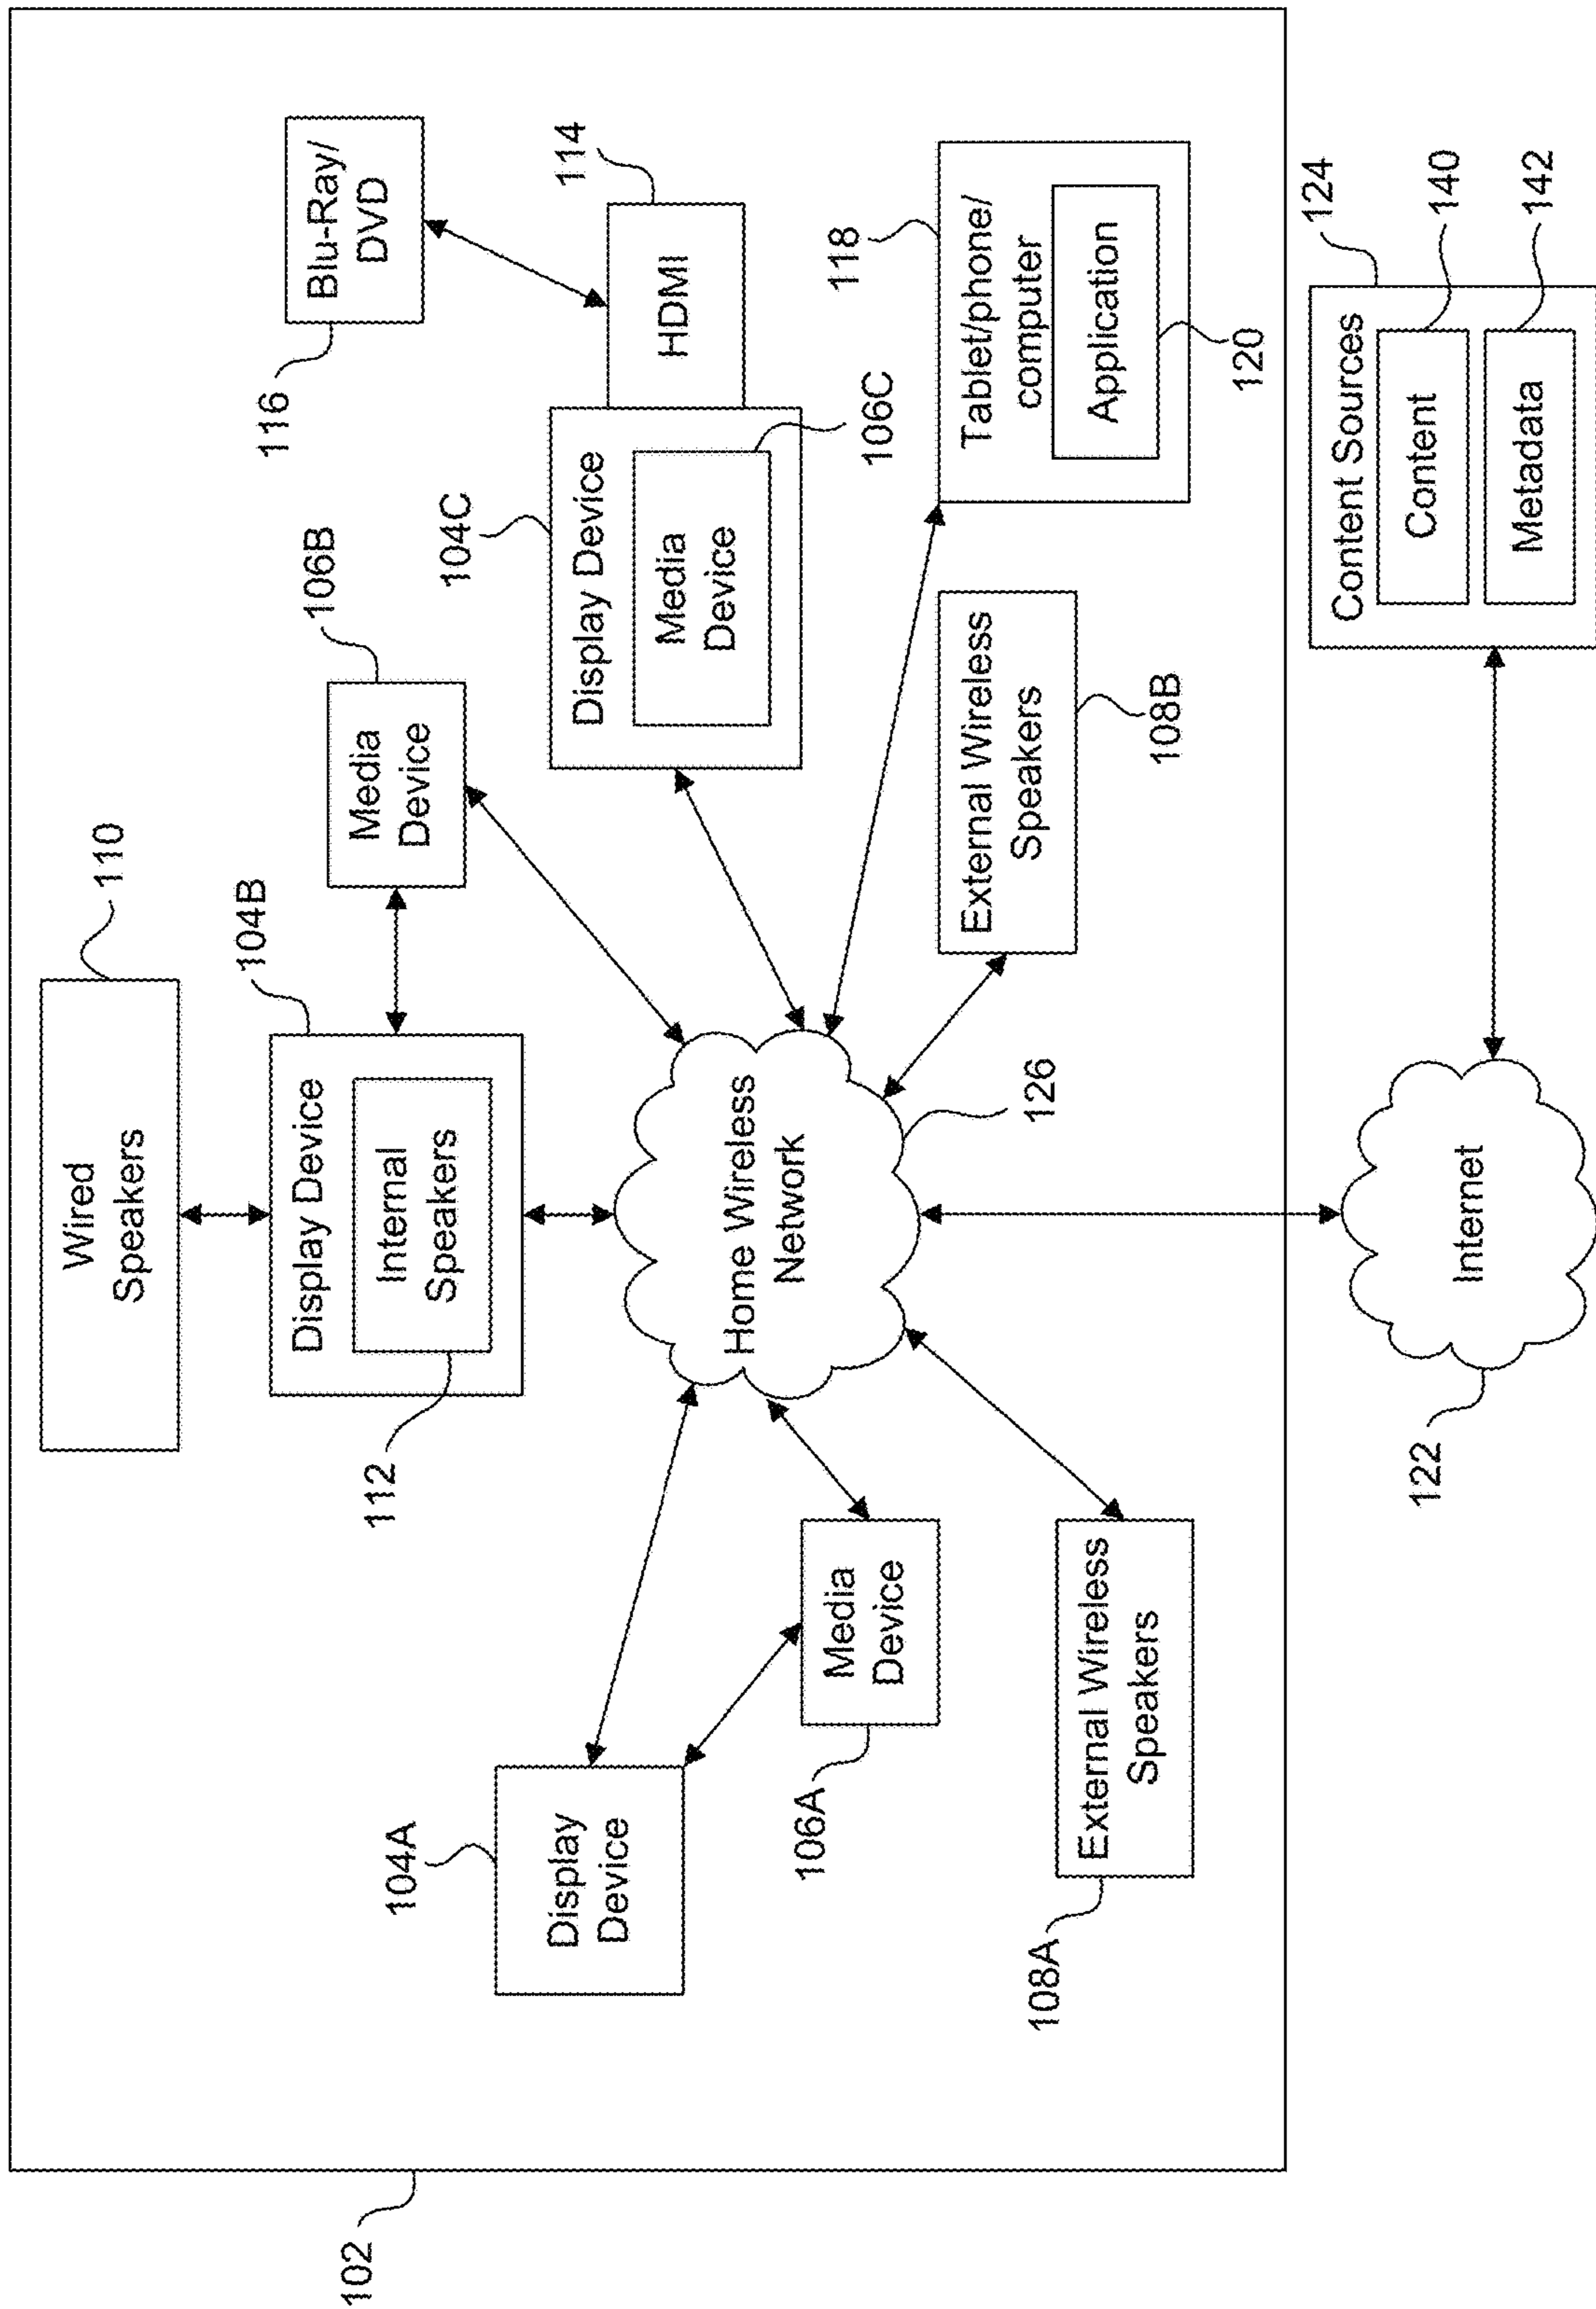 102
Wired
Speakers
110
Display Device
104B
Internal
Speakers
112
Media
Device
106B
Blu-Ray/
DVD
116
HDMI
114
Display Device
104C
Media
Device
106C
Display
Device
104A
Media
Device
106A
Home Wireless
Network
126
Tablet/phone/
computer
118
Application
120
External Wireless
Speakers
108B
External Wireless
Speakers
108A
Internet
122
Content Sources
124
Content
140
Metadata
142